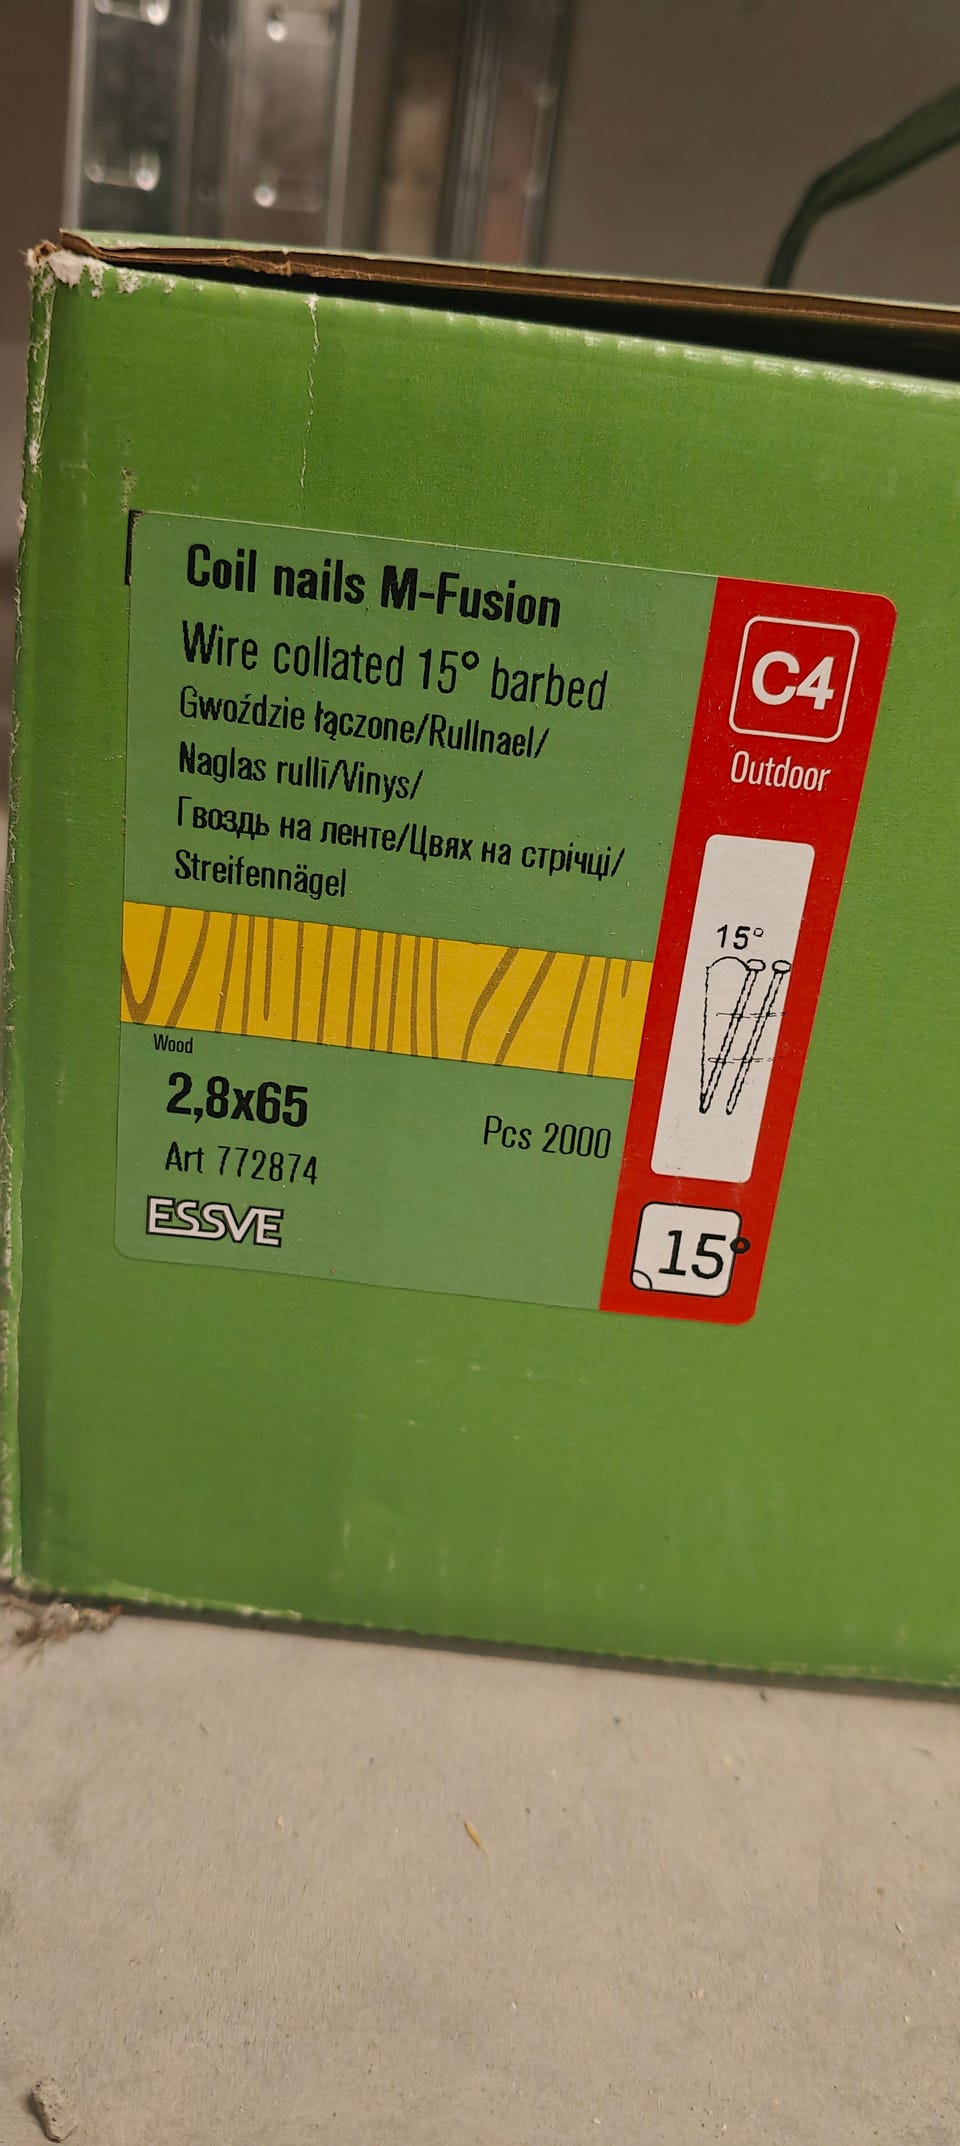 Coil nails M-Fusion
Wire collated 15° barbed
Gwoździe łączone/Rullnael/
Naglas rullī/Vinys/
Гвоздь на ленте/Цвях на стрічці/
Streifennägel
Wood
2,8x65
Pcs 2000
Art 772874
ESSVE
C4
Outdoor
15°
15°